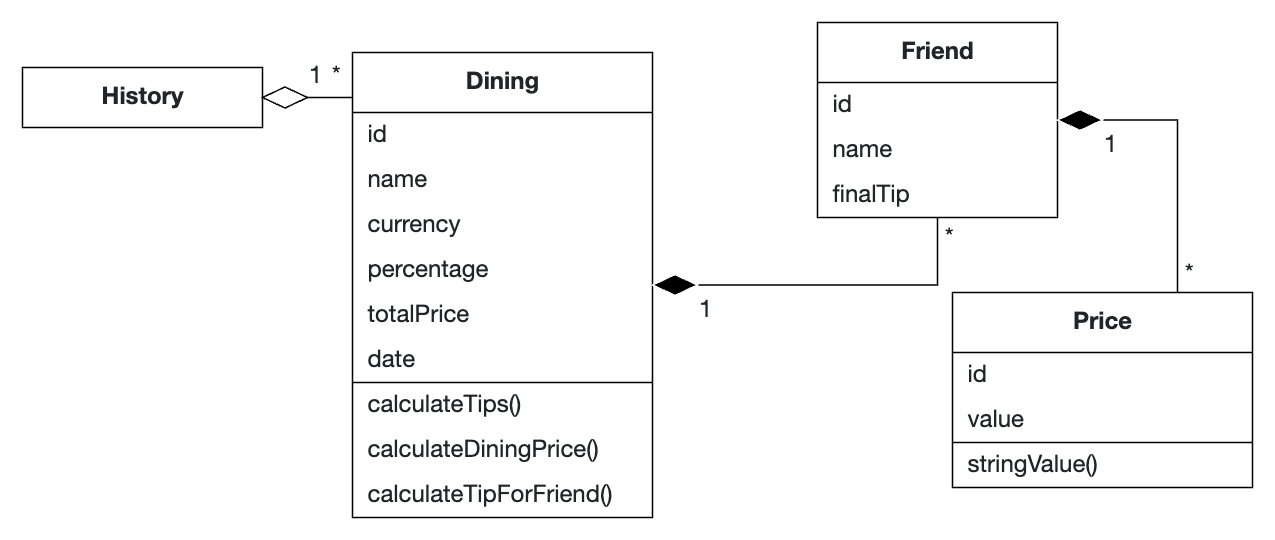 History
1 *
Dining
id
name
currency
percentage
totalPrice
date
calculateTips()
calculateDiningPrice()
calculateTipForFriend()
1
*
Friend
id
name
finalTip
1
*
Price
id
value
stringValue()